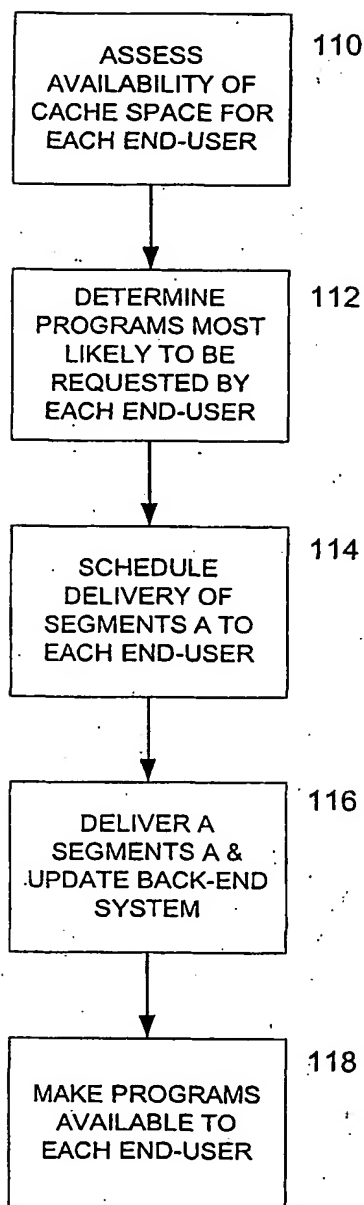 110
ASSESS
AVAILABILITY OF
CACHE SPACE FOR
EACH END-USER
112
DETERMINE
PROGRAMS MOST
LIKELY TO BE
REQUESTED BY
EACH END-USER
114
SCHEDULE
DELIVERY OF
SEGMENTS A TO
EACH END-USER
116
DELIVER A
SEGMENTS A &
UPDATE BACK-END
SYSTEM
118
MAKE PROGRAMS
AVAILABLE TO
EACH END-USER